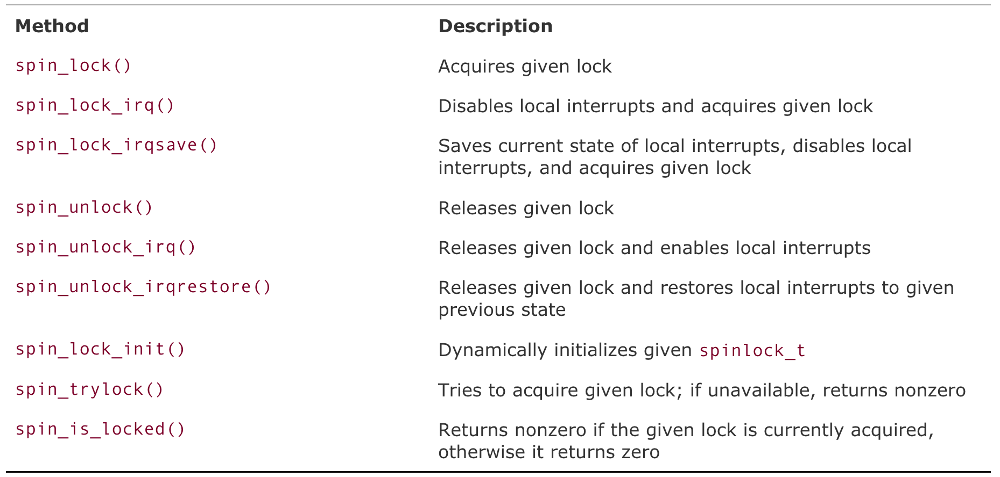 Method Description
spin_lock() Acquires given lock
spin_lock_irq() Disables local interrupts and acquires given lock
spin_lock_irqsave() Saves current state of local interrupts, disables local
interrupts, and acquires given lock
spin_unlock() Releases given lock
spin_unlock_irq() Releases given lock and enables local interrupts
spin_unlock_irqrestore() Releases given lock and restores local interrupts to given
previous state
spin_lock_init() Dynamically initializes given spinlock_t
spin_trylock() Tries to acquire given lock; if unavailable, returns nonzero
spin_is_locked() Returns nonzero if the given lock is currently acquired,
otherwise it returns zero